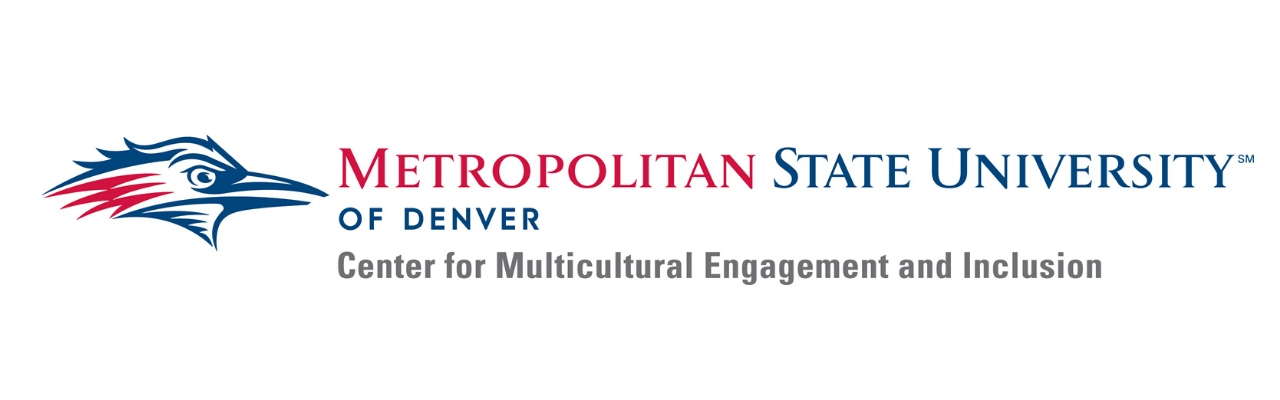 METROPOLITAN STATE UNIVERSITY℠
OF DENVER
Center for Multicultural Engagement and Inclusion